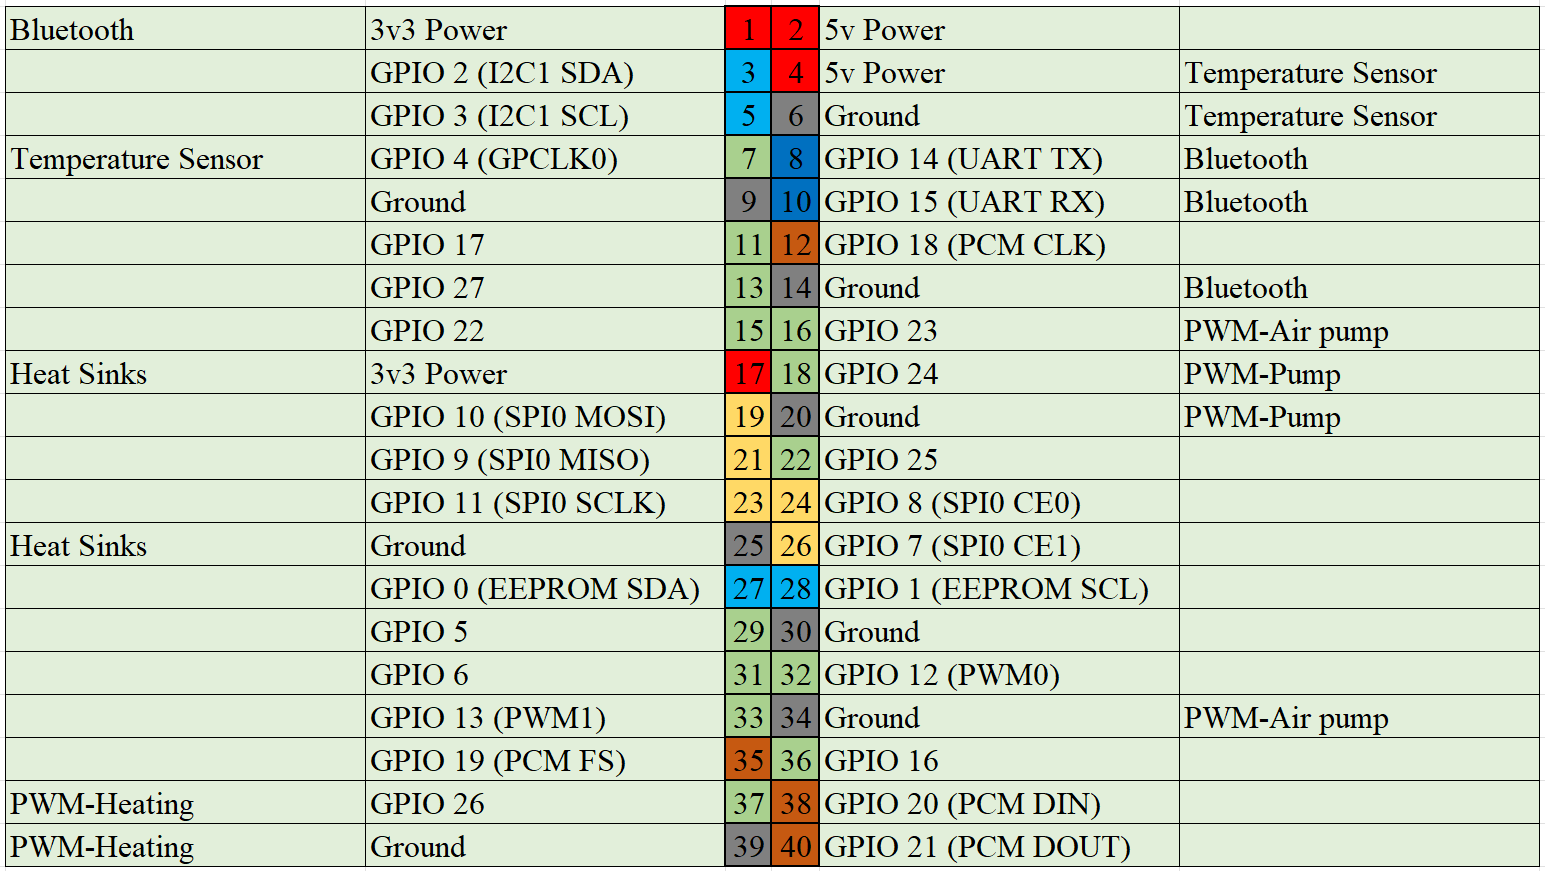 Bluetooth 3v3 Power 1 2 5v Power
GPIO 2 (I2C1 SDA) 3 4 5v Power Temperature Sensor
GPIO 3 (I2C1 SCL) 5 6 Ground Temperature Sensor
Temperature Sensor GPIO 4 (GPCLK0) 7 8 GPIO 14 (UART TX) Bluetooth
Ground 9 10 GPIO 15 (UART RX) Bluetooth
GPIO 17 11 12 GPIO 18 (PCM CLK)
GPIO 27 13 14 Ground Bluetooth
GPIO 22 15 16 GPIO 23 PWM-Air pump
Heat Sinks 3v3 Power 17 18 GPIO 24 PWM-Pump
GPIO 10 (SPI0 MOSI) 19 20 Ground PWM-Pump
GPIO 9 (SPI0 MISO) 21 22 GPIO 25
GPIO 11 (SPI0 SCLK) 23 24 GPIO 8 (SPI0 CE0)
Heat Sinks Ground 25 26 GPIO 7 (SPI0 CE1)
GPIO 0 (EEPROM SDA) 27 28 GPIO 1 (EEPROM SCL)
GPIO 5 29 30 Ground
GPIO 6 31 32 GPIO 12 (PWM0)
GPIO 13 (PWM1) 33 34 Ground PWM-Air pump
GPIO 19 (PCM FS) 35 36 GPIO 16
PWM-Heating GPIO 26 37 38 GPIO 20 (PCM DIN)
PWM-Heating Ground 39 40 GPIO 21 (PCM DOUT)